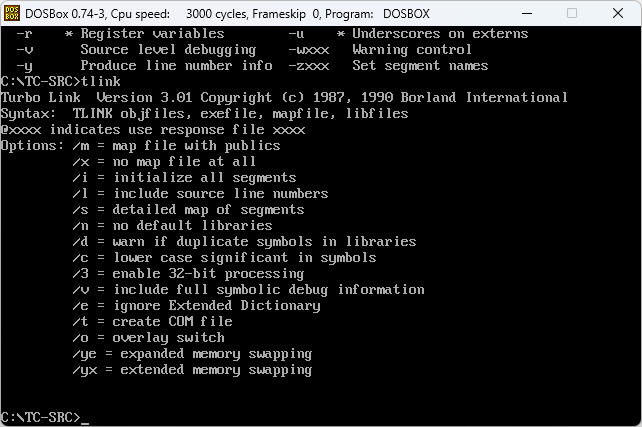 DOS
BOX
DOSBox 0.74-3, Cpu speed: 3000 cycles, Frameskip 0, Program: DOSBOX
-r * Register variables -u * Underscores on externs
-v Source level debugging -wxxx Warning control
-y Produce line number info -zxxx Set segment names
C:\TC-SRC>tlink
Turbo Link Version 3.01 Copyright (c) 1987, 1990 Borland International
Syntax: TLINK objfiles, exefile, mapfile, libfiles
@xxxx indicates use response file xxxx
Options: /m = map file with publics
/x = no map file at all
/i = initialize all segments
/l = include source line numbers
/s = detailed map of segments
/n = no default libraries
/d = warn if duplicate symbols in libraries
/c = lower case significant in symbols
/3 = enable 32-bit processing
/v = include full symbolic debug information
/e = ignore Extended Dictionary
/t = create COM file
/o = overlay switch
/ye = expanded memory swapping
/yx = extended memory swapping
C:\TC-SRC>_